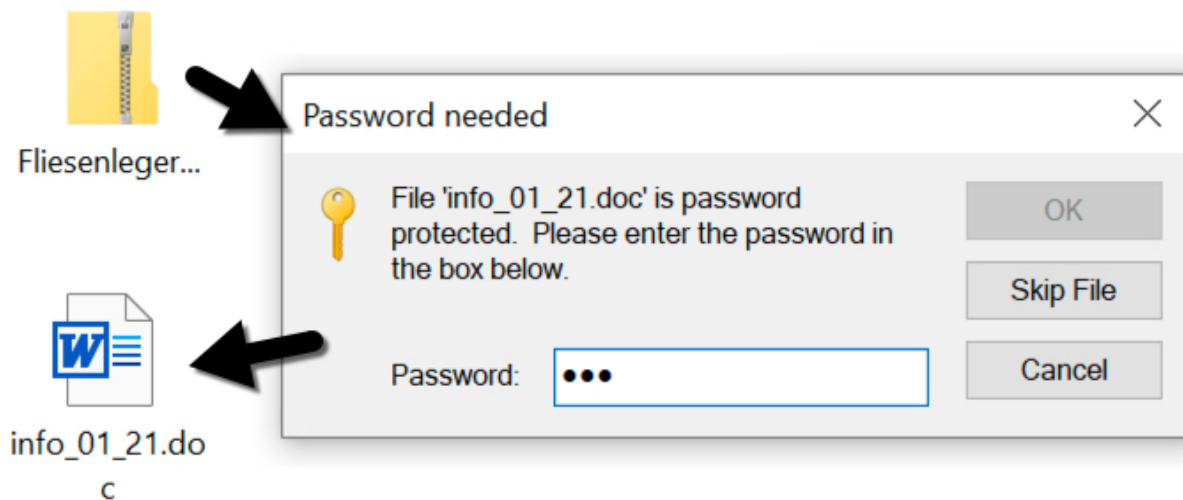 Fliesenleger...
Password needed
File 'info_01_21.doc' is password
protected.  Please enter the password in
the box below.
OK
Skip File
Cancel
Password: •••
W
info_01_21.do
c